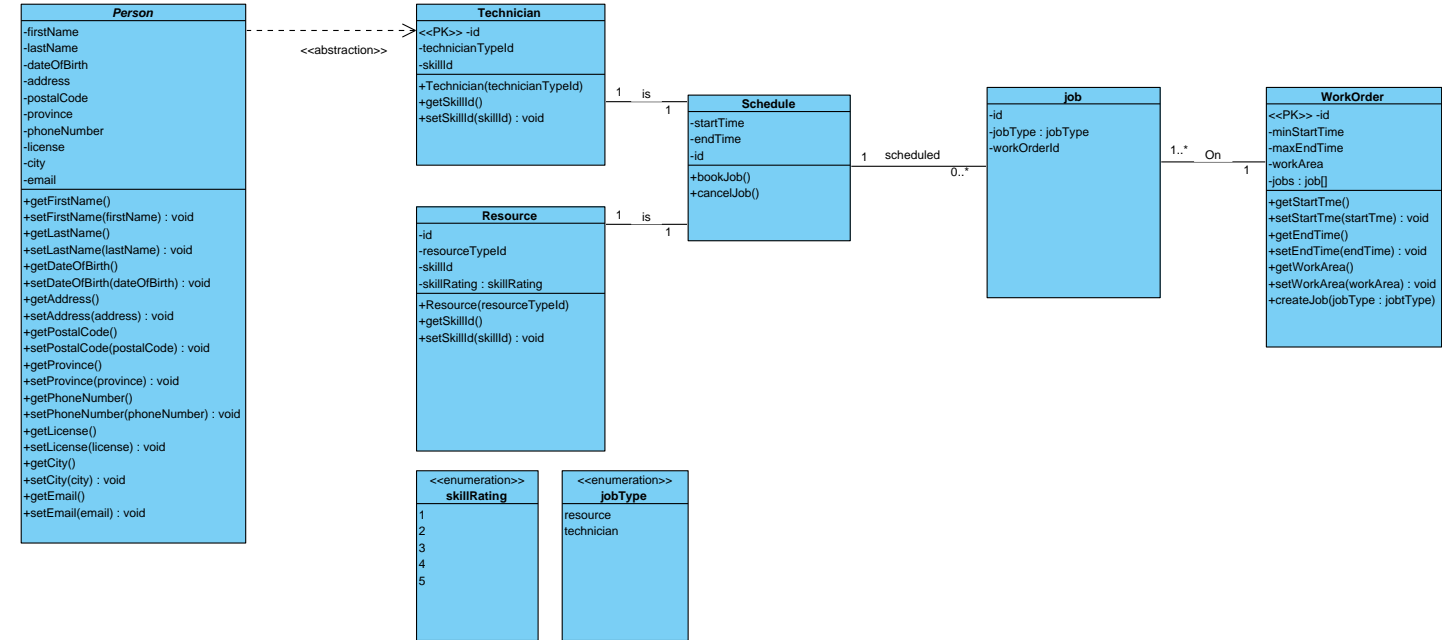 Person
-firstName
-lastName
-dateOfBirth
-address
-postalCode
-province
-phoneNumber
-license
-city
-email
+getFirstName()
+setFirstName(firstName) : void
+getLastName()
+setLastName(lastName) : void
+getDateOfBirth()
+setDateOfBirth(dateOfBirth) : void
+getAddress()
+setAddress(address) : void
+getPostalCode()
+setPostalCode(postalCode) : void
+getProvince()
+setProvince(province) : void
+getPhoneNumber()
+setPhoneNumber(phoneNumber) : void
+getLicense()
+setLicense(license) : void
+getCity()
+setCity(city) : void
+getEmail()
+setEmail(email) : void
<<abstraction>>
Technician
<<PK>> -id
-technicianTypeId
-skillId
+Technician(technicianTypeId)
+getSkillId()
+setSkillId(skillId) : void
1 is
1
Resource
-id
-resourceTypeId
-skillId
-skillRating : skillRating
+Resource(resourceTypeId)
+getSkillId()
+setSkillId(skillId) : void
1 is
1
<<enumeration>>
skillRating
1
2
3
4
5
<<enumeration>>
jobType
resource
technician
Schedule
-startTime
-endTime
-id
+bookJob()
+cancelJob()
1 scheduled
0..*
job
-id
-jobType : jobType
-workOrderId
1..* On
1
WorkOrder
<<PK>> -id
-minStartTime
-maxEndTime
-workArea
-jobs : job[]
+getStartTme()
+setStartTme(startTme) : void
+getEndTime()
+setEndTime(endTime) : void
+getWorkArea()
+setWorkArea(workArea) : void
+createJob(jobType : jobtType)